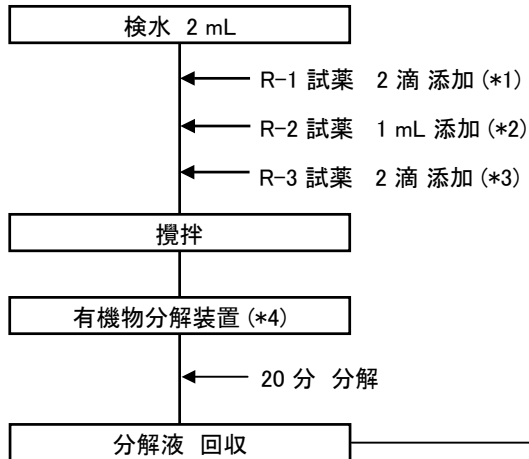 検水 2 mL
R-1 試薬 2 滴 添加 (*1)
R-2 試薬 1 mL 添加 (*2)
R-3 試薬 2 滴 添加 (*3)
攪拌
有機物分解装置 (*4)
20 分 分解
分解液 回収